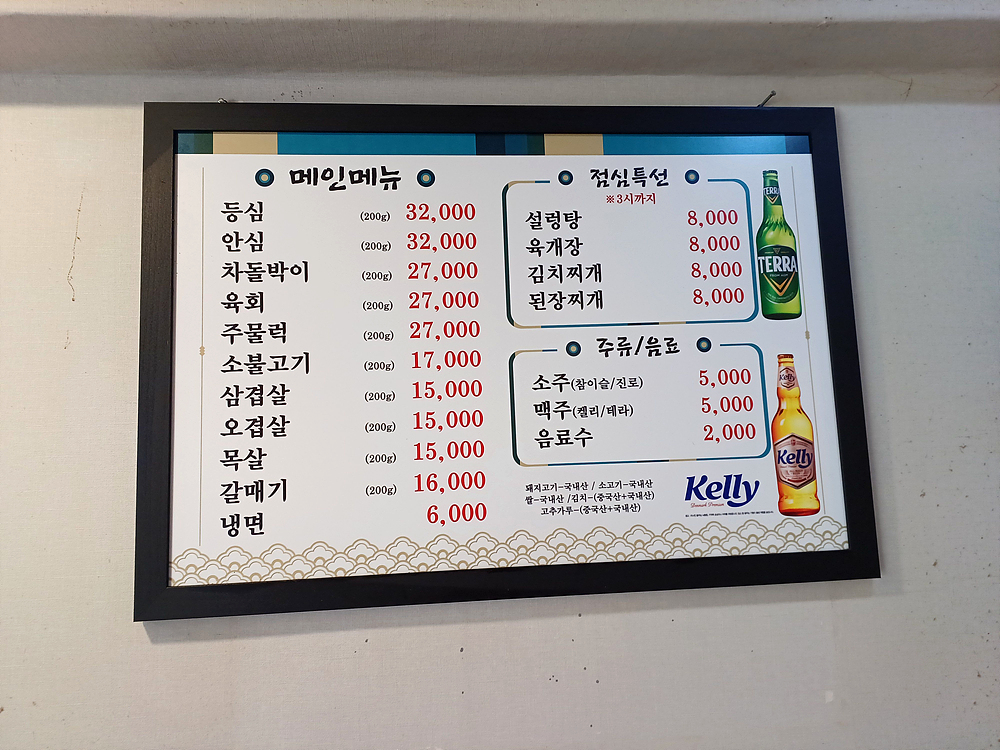 메인메뉴
등심 (200g) 32,000
안심 (200g) 32,000
차돌박이 (200g) 27,000
육회 (200g) 27,000
주물럭 (200g) 27,000
소불고기 (200g) 17,000
삼겹살 (200g) 15,000
오겹살 (200g) 15,000
목살 (200g) 15,000
갈매기 (200g) 16,000
냉면 6,000
점심특선
※3시까지
설렁탕 8,000
육개장 8,000
김치찌개 8,000
된장찌개 8,000
주류/음료
소주(참이슬/진로) 5,000
맥주(켈리/테라) 5,000
음료수 2,000
돼지고기-국내산 / 소고기-국내산
쌀-국내산 /김치-(중국산+국내산)
고추가루-(중국산+국내산)
Kelly
TERRA
TERRA
Kelly
Kelly